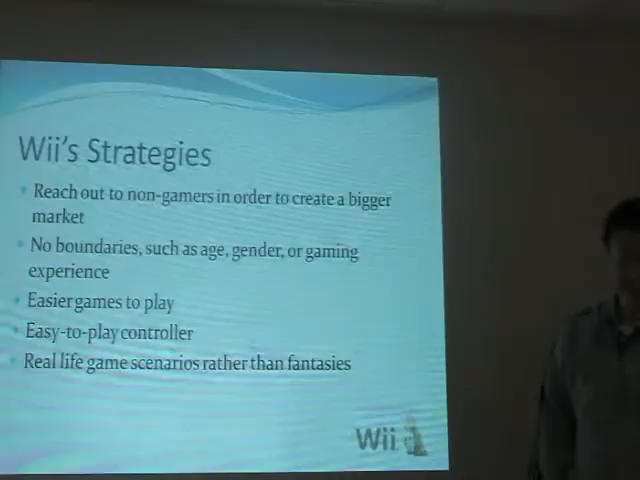 Wii's Strategies
Reach out to non-gamers in order to create a bigger
market
No boundaries, such as age, gender, or gaming
experience
Easier games to play
Easy-to-play controller
Real life game scenarios rather than fantasies
Wii